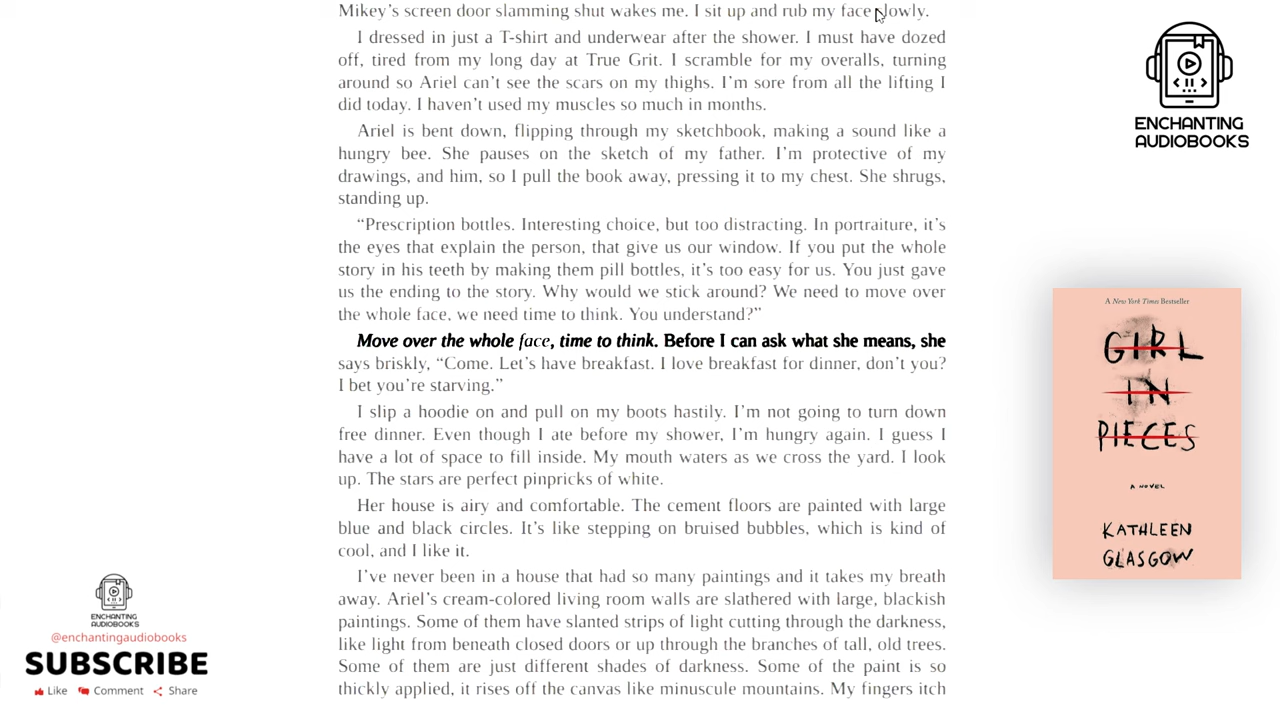 Mikey’s screen door slamming shut wakes me. I sit up and rub my face slowly.
I dressed in just a T-shirt and underwear after the shower. I must have dozed
off, tired from my long day at True Grit. I scramble for my overalls, turning
around so Ariel can’t see the scars on my thighs. I’m sore from all the lifting I
did today. I haven’t used my muscles so much in months.
Ariel is bent down, flipping through my sketchbook, making a sound like a
hungry bee. She pauses on the sketch of my father. I’m protective of my
drawings, and him, so I pull the book away, pressing it to my chest. She shrugs,
standing up.
“Prescription bottles. Interesting choice, but too distracting. In portraiture, it’s
the eyes that explain the person, that give us our window. If you put the whole
story in his teeth by making them pill bottles, it’s too easy for us. You just gave
us the ending to the story. Why would we stick around? We need to move over
the whole face, we need time to think. You understand?”
Move over the whole face, time to think. Before I can ask what she means, she
says briskly, “Come. Let’s have breakfast. I love breakfast for dinner, don’t you?
I bet you’re starving.”
I slip a hoodie on and pull on my boots hastily. I’m not going to turn down
free dinner. Even though I ate before my shower, I’m hungry again. I guess I
have a lot of space to fill inside. My mouth waters as we cross the yard. I look
up. The stars are perfect pinpricks of white.
Her house is airy and comfortable. The cement floors are painted with large
blue and black circles. It’s like stepping on bruised bubbles, which is kind of
cool, and I like it.
I’ve never been in a house that had so many paintings and it takes my breath
away. Ariel’s cream-colored living room walls are slathered with large, blackish
paintings. Some of them have slanted strips of light cutting through the darkness,
like light from beneath closed doors or up through the branches of tall, old trees.
Some of them are just different shades of darkness. Some of the paint is so
thickly applied, it rises off the canvas like minuscule mountains. My fingers itch
ENCHANTING
AUDIOBOOKS
A New York Times Bestseller
GIRL
IN
PIECES
A NOVEL
KATHLEEN
GLASGOW
ENCHANTING
AUDIOBOOKS
@enchantingaudiobooks
SUBSCRIBE
Like Comment Share